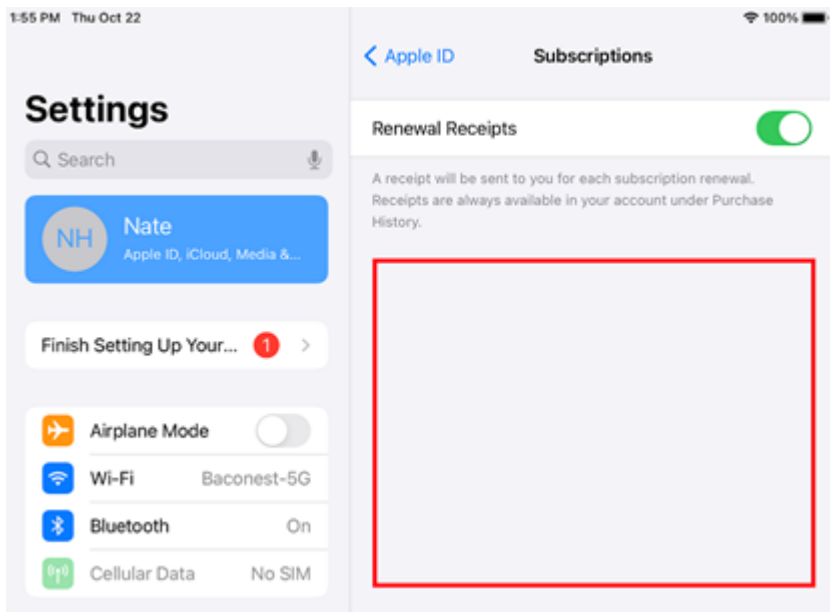 1:55 PM Thu Oct 22
100%
Settings
Search
NH
Nate
Apple ID, iCloud, Media &...
Finish Setting Up Your...
1
Airplane Mode
Wi-Fi Baconest-5G
Bluetooth On
Cellular Data No SIM
Apple ID Subscriptions
Renewal Receipts
A receipt will be sent to you for each subscription renewal.
Receipts are always available in your account under Purchase
History.